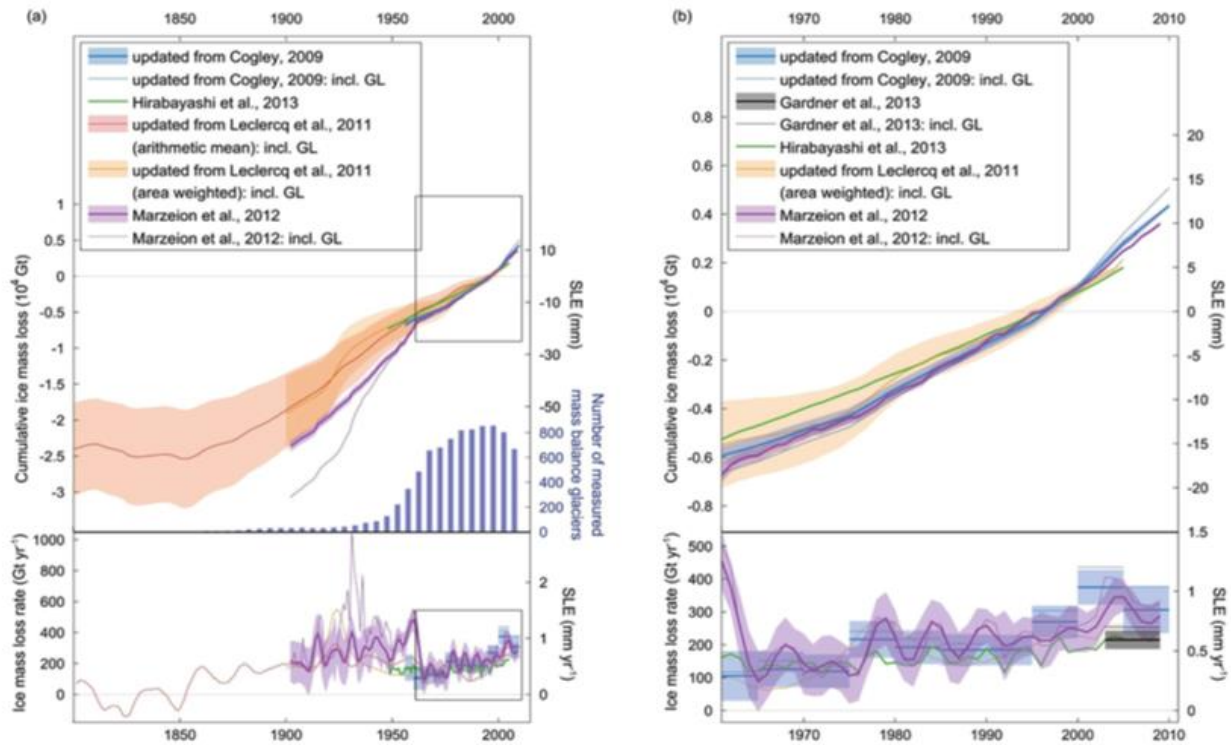 (a)
1850 1900 1950 2000
updated from Cogley, 2009
updated from Cogley, 2009: incl. GL
Hirabayashi et al., 2013
updated from Leclercq et al., 2011
(arithmetic mean): incl. GL
updated from Leclercq et al., 2011
(area weighted): incl. GL
Marzeion et al., 2012
Marzeion et al., 2012: incl. GL
Cumulative ice mass loss (10⁴ Gt)
1
0.5
0
-0.5
-1
-1.5
-2
-2.5
-3
SLE (mm)
10
-10
-30
-50
Number of measured
mass balance glaciers
800
600
400
200
0
Ice mass loss rate (Gt yr⁻¹)
1000
800
600
400
200
0
SLE (mm yr⁻¹)
2
1
0
1850 1900 1950 2000
(b)
1970 1980 1990 2000 2010
updated from Cogley, 2009
updated from Cogley, 2009: incl. GL
Gardner et al., 2013
Gardner et al., 2013: incl. GL
Hirabayashi et al., 2013
updated from Leclercq et al., 2011
(area weighted): incl. GL
Marzeion et al., 2012
Marzeion et al., 2012: incl. GL
Cumulative ice mass loss (10⁴ Gt)
0.8
0.6
0.4
0.2
0
-0.2
-0.4
-0.6
-0.8
SLE (mm)
20
15
10
5
0
-5
-10
-15
-20
Ice mass loss rate (Gt yr⁻¹)
500
400
300
200
100
0
SLE (mm yr⁻¹)
1.5
1
0.5
0
1970 1980 1990 2000 2010